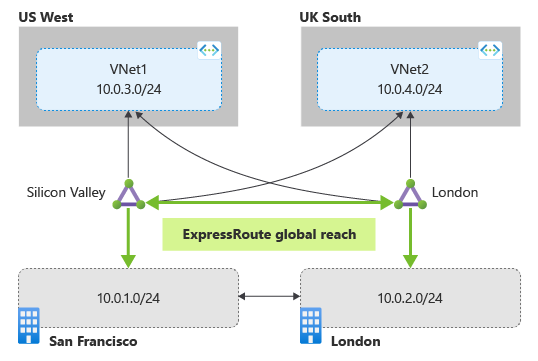 US West
UK South
VNet1
10.0.3.0/24
VNet2
10.0.4.0/24
Silicon Valley
London
ExpressRoute global reach
10.0.1.0/24
10.0.2.0/24
San Francisco
London